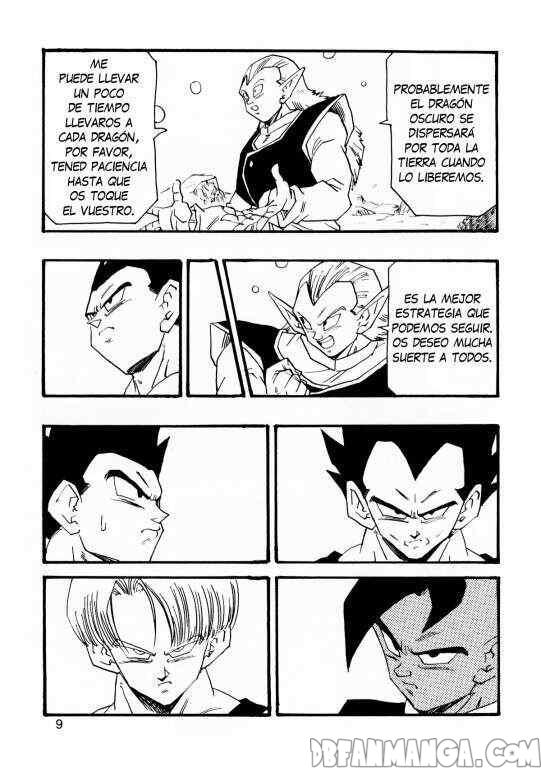 ME
PUEDE LLEVAR
UN POCO
DE TIEMPO
LLEVAROS A
CADA DRAGÓN,
POR FAVOR,
TENED PACIENCIA
HASTA QUE
OS TOQUE
EL VUESTRO.
PROBABLEMENTE
EL DRAGÓN
OSCURO SE
DISPERSARÁ
POR TODA LA
TIERRA CUANDO
LO LIBEREMOS.
ES LA MEJOR
ESTRATEGIA QUE
PODEMOS SEGUIR.
OS DESEO MUCHA
SUERTE A TODOS.
9
DBFANMANGA.COM